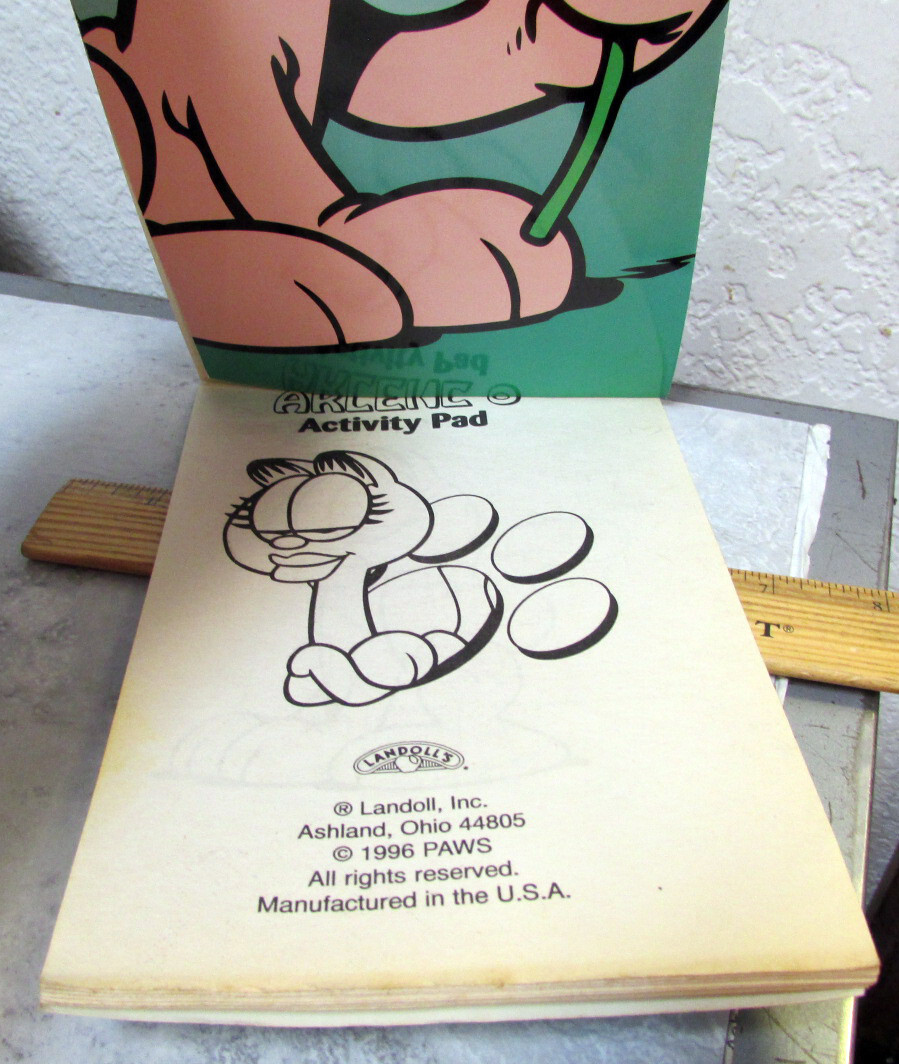 ARLENE ©
Activity Pad
LANDOLL'S
® Landoll, Inc.
Ashland, Ohio 44805
© 1996 PAWS
All rights reserved.
Manufactured in the U.S.A.
7 8
T®